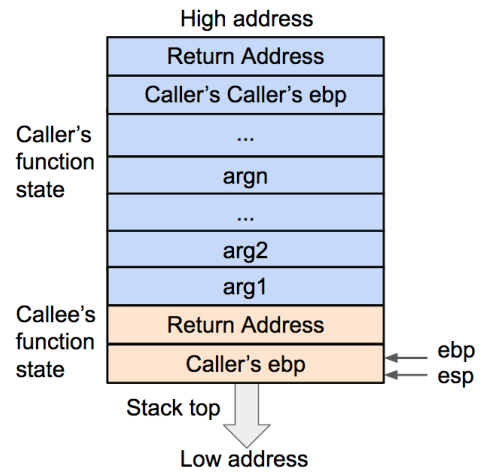 High address
Return Address
Caller's Caller's ebp
...
Caller's
function
state
argn
...
arg2
arg1
Callee's
function
state
Return Address
Caller's ebp
ebp
esp
Stack top
Low address